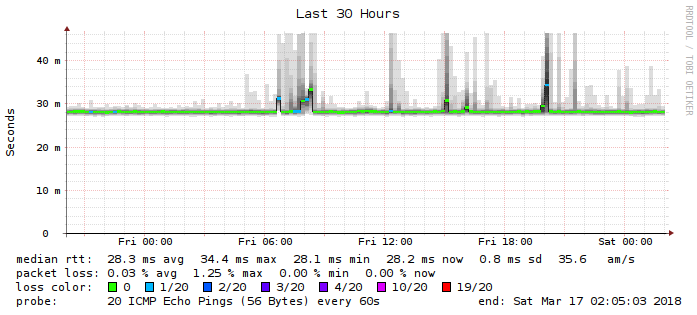 Last 30 Hours
RRDTOOL / TOBI OETIKER
Seconds
40 m
30 m
20 m
10 m
0
Fri 00:00 Fri 06:00 Fri 12:00 Fri 18:00 Sat 00:00
median rtt: 28.3 ms avg 34.4 ms max 28.1 ms min 28.2 ms now 0.8 ms sd 35.6 am/s
packet loss: 0.03 % avg 1.25 % max 0.00 % min 0.00 % now
loss color: 0 1/20 2/20 3/20 4/20 10/20 19/20
probe: 20 ICMP Echo Pings (56 Bytes) every 60s end: Sat Mar 17 02:05:03 2018